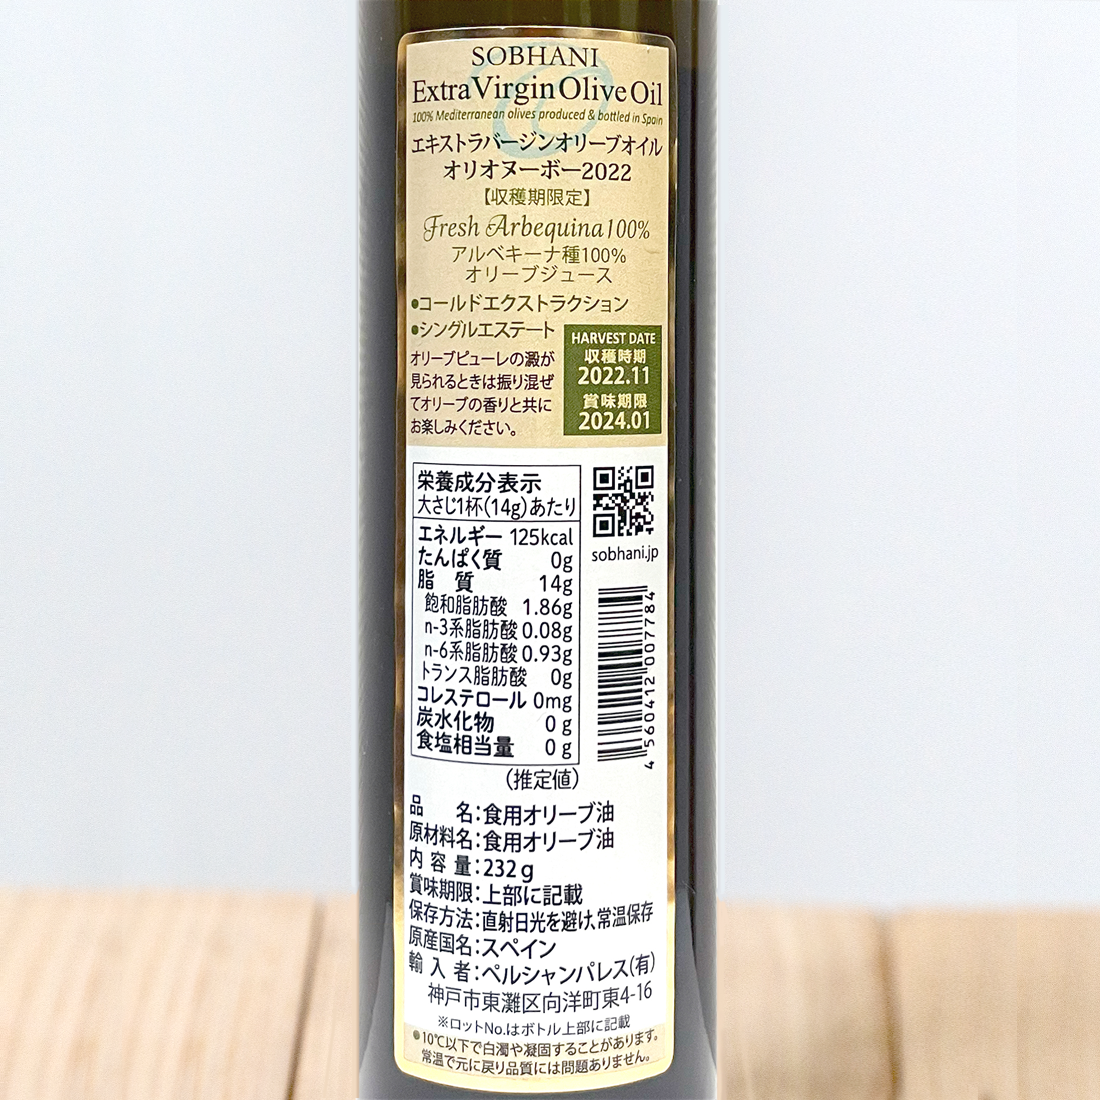 SOBHANI
Extra Virgin Olive Oil
100% Mediterranean olives produced & bottled in Spain
エキストラバージンオリーブオイル
オリオヌーボー2022
【収穫期限定】
Fresh Arbequina100%
アルベキーナ種100%
オリーブジュース
●コールドエクストラクション
●シングルエステート
オリーブピューレの澱が
見られるときは振り混ぜ
てオリーブの香りと共に
お楽しみください。
HARVEST DATE
収穫時期
2022.11
賞味期限
2024.01
栄養成分表示
大さじ1杯(14g)あたり
エネルギー 125kcal
たんぱく質 0g
脂 質 14g
飽和脂肪酸 1.86g
n-3系脂肪酸 0.08g
n-6系脂肪酸 0.93g
トランス脂肪酸 0g
コレステロール 0mg
炭水化物 0g
食塩相当量 0g
(推定値)
sobhani.jp
4 560412 007784
品 名:食用オリーブ油
原材料名:食用オリーブ油
内容量:232g
賞味期限:上部に記載
保存方法:直射日光を避け、常温保存
原産国名:スペイン
輸入者:ペルシャンパレス(有)
神戸市東灘区向洋町東4-16
※ロットNo.はボトル上部に記載
●10℃以下で白濁や凝固することがあります。
常温で元に戻り品質には問題ありません。